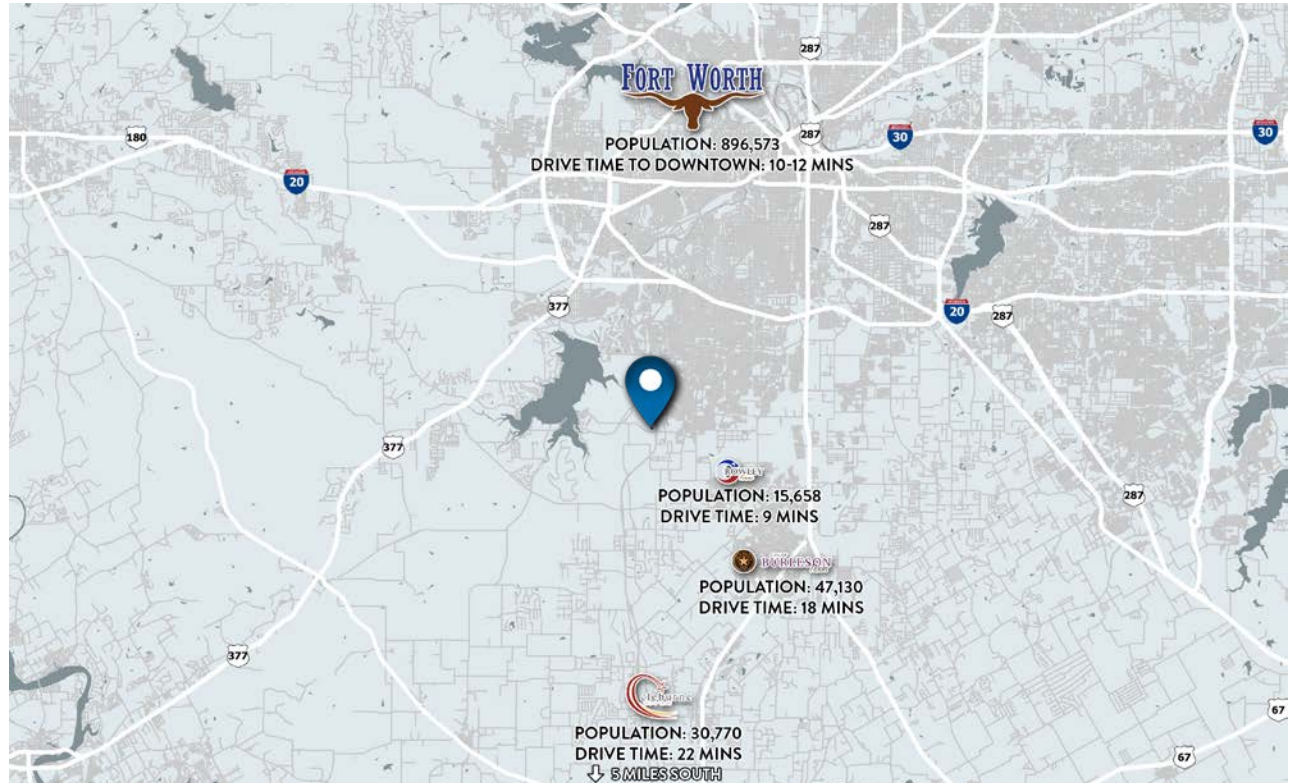 287
FORT WORTH
POPULATION: 896,573
DRIVE TIME TO DOWNTOWN: 10-12 MINS
180
287
30
30
20
287
377
20
287
377
CROWLEY
POPULATION: 15,658
DRIVE TIME: 9 MINS
287
BURLESON
POPULATION: 47,130
DRIVE TIME: 18 MINS
377
POPULATION: 30,770
DRIVE TIME: 22 MINS
5 MILES SOUTH
67
67